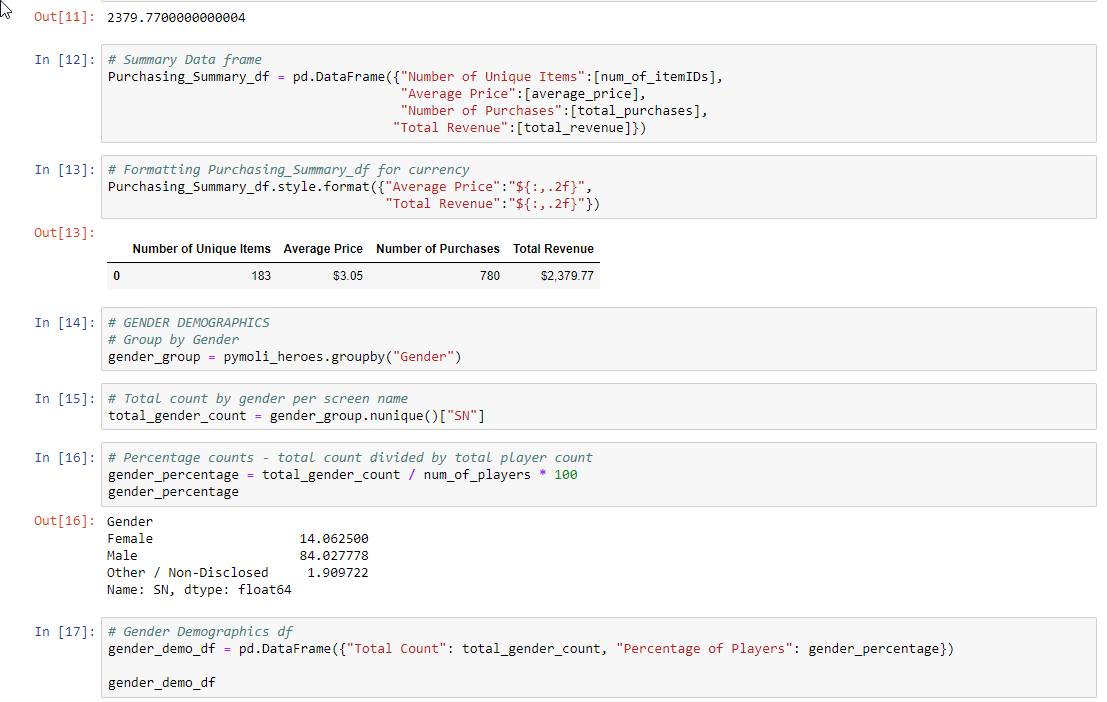 Out[11]: 2379.7700000000004
In [12]: # Summary Data frame
Purchasing_Summary_df = pd.DataFrame({"Number of Unique Items":[num_of_itemIDs],
"Average Price":[average_price],
"Number of Purchases":[total_purchases],
"Total Revenue":[total_revenue]})
In [13]: # Formatting Purchasing_Summary_df for currency
Purchasing_Summary_df.style.format({"Average Price":"${:,.2f}",
"Total Revenue":"${:,.2f}"})
Out[13]:
Number of Unique Items Average Price Number of Purchases Total Revenue
0 183 $3.05 780 $2,379.77
In [14]: # GENDER DEMOGRAPHICS
# Group by Gender
gender_group = pymoli_heroes.groupby("Gender")
In [15]: # Total count by gender per screen name
total_gender_count = gender_group.nunique()["SN"]
In [16]: # Percentage counts - total count divided by total player count
gender_percentage = total_gender_count / num_of_players * 100
gender_percentage
Out[16]: Gender
Female 14.062500
Male 84.027778
Other / Non-Disclosed 1.909722
Name: SN, dtype: float64
In [17]: # Gender Demographics df
gender_demo_df = pd.DataFrame({"Total Count": total_gender_count, "Percentage of Players": gender_percentage})
gender_demo_df